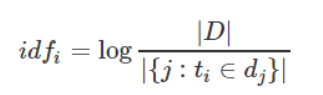 idf_i = log |D| / |{j : t_i ∈ d_j}|